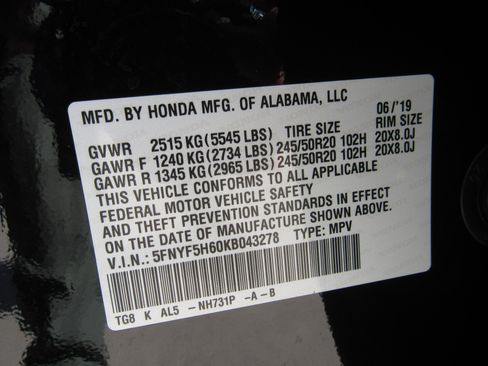 MFD. BY HONDA MFG. OF ALABAMA, LLC 06/'19
GVWR 2515 KG (5545 LBS) TIRE SIZE RIM SIZE
GAWR F 1240 KG (2734 LBS) 245/50R20 102H 20X8.0J
GAWR R 1345 KG (2965 LBS) 245/50R20 102H 20X8.0J
THIS VEHICLE CONFORMS TO ALL APPLICABLE
FEDERAL MOTOR VEHICLE SAFETY
AND THEFT PREVENTION STANDARDS IN EFFECT
ON THE DATE OF MANUFACTURE SHOWN ABOVE.
V.I.N.: 5FNYF5H60KB043278 TYPE: MPV
TG8 K AL5 -NH731P -A-B